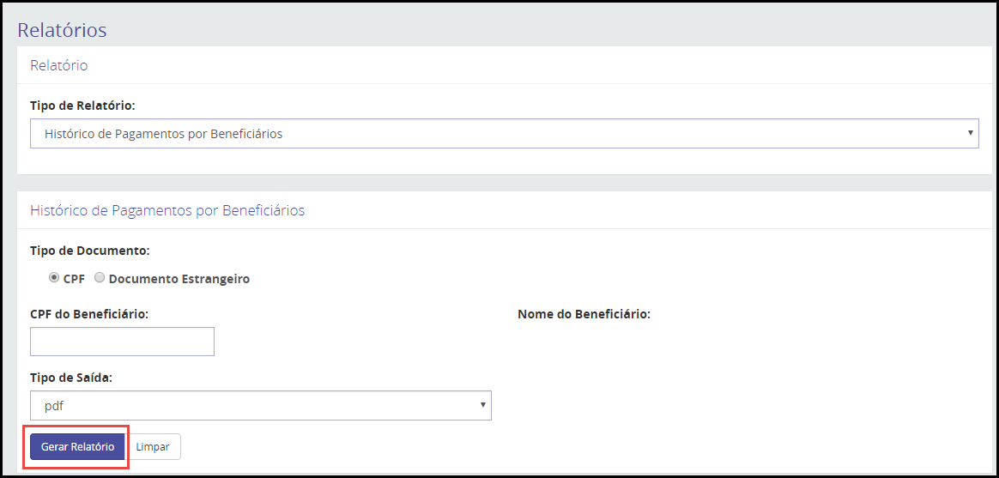 Relatórios
Relatório
Tipo de Relatório:
Histórico de Pagamentos por Beneficiários
Histórico de Pagamentos por Beneficiários
Tipo de Documento:
CPF Documento Estrangeiro
CPF do Beneficiário: Nome do Beneficiário:
Tipo de Saída:
pdf
Gerar Relatório Limpar